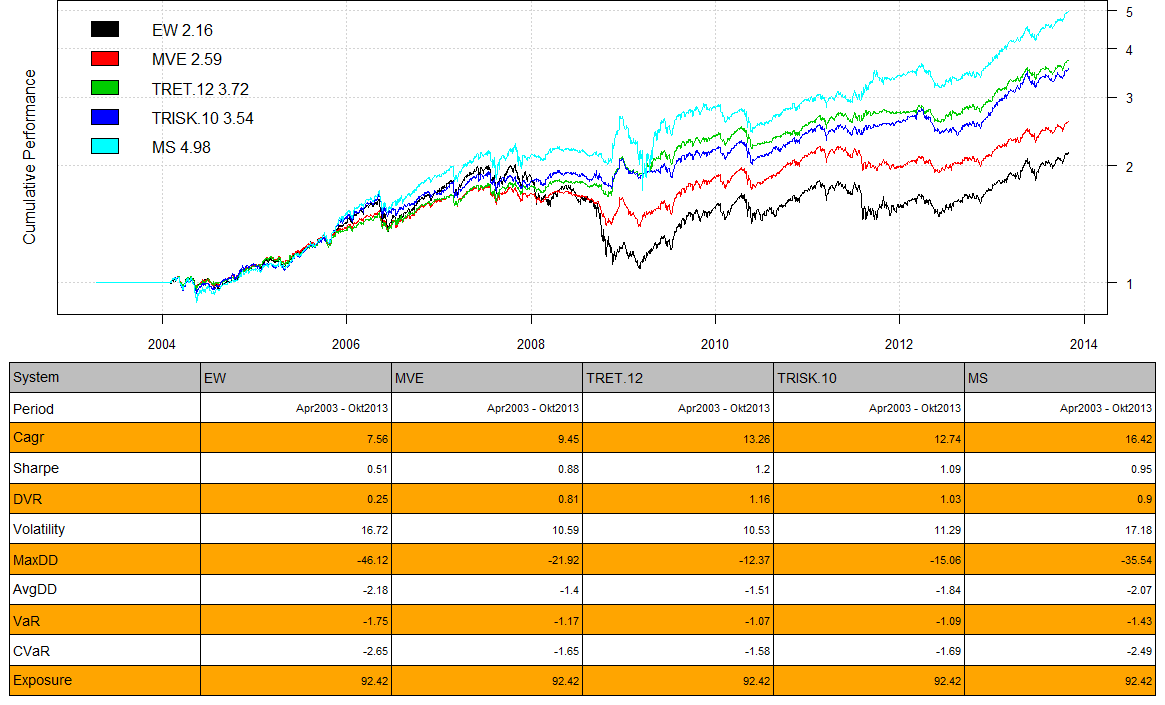 EW 2.16
MVE 2.59
TRET.12 3.72
TRISK.10 3.54
MS 4.98
Cumulative Performance
5
4
3
2
1
2004 2006 2008 2010 2012 2014
System EW MVE TRET.12 TRISK.10 MS
Period Apr2003 - Okt2013 Apr2003 - Okt2013 Apr2003 - Okt2013 Apr2003 - Okt2013 Apr2003 - Okt2013
Cagr 7.56 9.45 13.26 12.74 16.42
Sharpe 0.51 0.88 1.2 1.09 0.95
DVR 0.25 0.81 1.16 1.03 0.9
Volatility 16.72 10.59 10.53 11.29 17.18
MaxDD -46.12 -21.92 -12.37 -15.06 -35.54
AvgDD -2.18 -1.4 -1.51 -1.84 -2.07
VaR -1.75 -1.17 -1.07 -1.09 -1.43
CVaR -2.65 -1.65 -1.58 -1.69 -2.49
Exposure 92.42 92.42 92.42 92.42 92.42